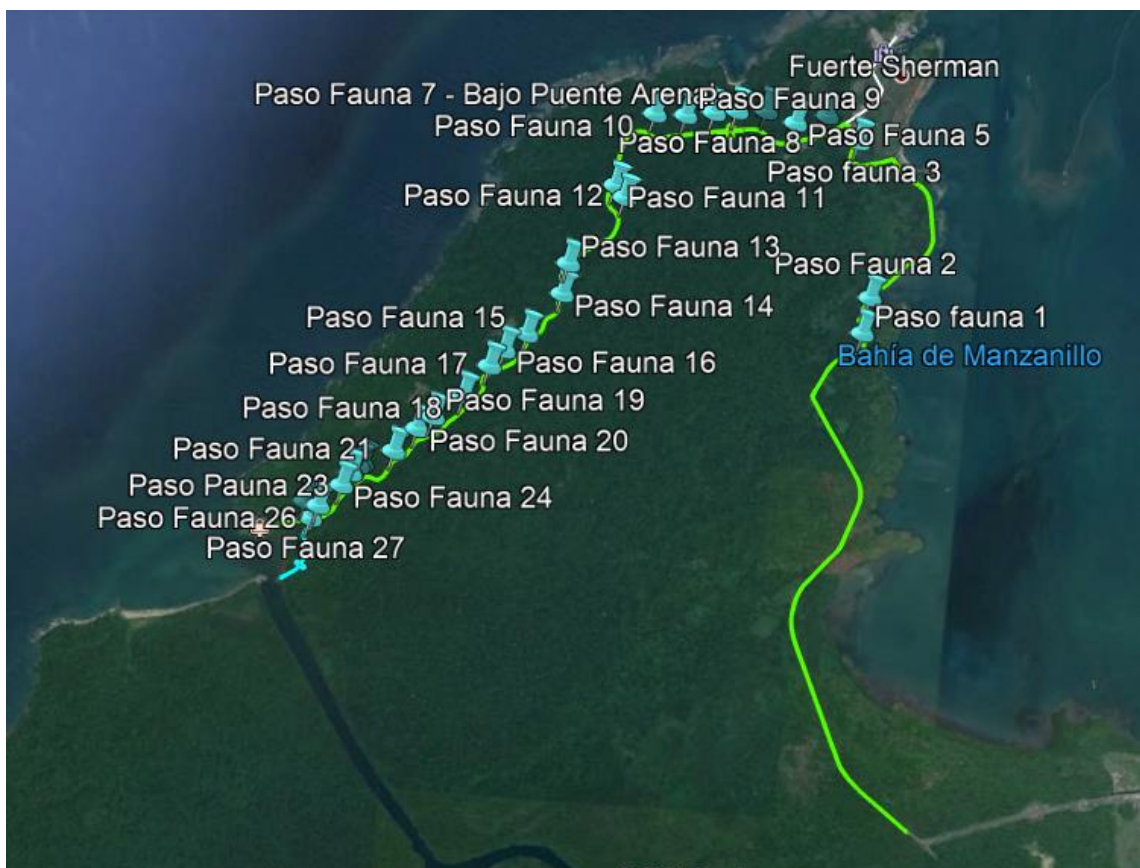 Fuerte Sherman
Paso Fauna 7 - Bajo Puente Arenal
Paso Fauna 9
Paso Fauna 10
Paso Fauna 8
Paso Fauna 5
Paso fauna 3
Paso Fauna 12
Paso Fauna 11
Paso Fauna 13
Paso Fauna 2
Paso Fauna 14
Paso Fauna 15
Paso fauna 1
Bahía de Manzanillo
Paso Fauna 17
Paso Fauna 16
Paso Fauna 18
Paso Fauna 19
Paso Fauna 20
Paso Fauna 21
Paso Pauna 23
Paso Fauna 24
Paso Fauna 26
Paso Fauna 27